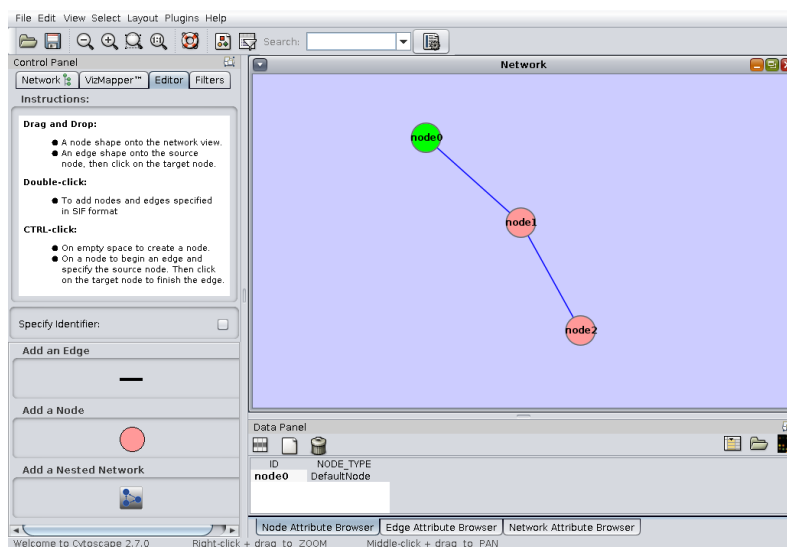 File Edit View Select Layout Plugins Help
Search:
Control Panel
Network VizMapper™ Editor Filters
Instructions:
Drag and Drop:
● A node shape onto the network view.
● An edge shape onto the source
node, then click on the target node.
Double-click:
● To add nodes and edges specified
in SIF format
CTRL-click:
● On empty space to create a node.
● On a node to begin an edge and
specify the source node. Then click
on the target node to finish the edge.
Specify Identifier:
Add an Edge
Add a Node
Add a Nested Network
Network
node0
node1
node2
Data Panel
ID NODE_TYPE
node0 DefaultNode
Node Attribute Browser Edge Attribute Browser Network Attribute Browser
Welcome to Cytoscape 2.7.0 Right-click + drag to ZOOM Middle-click + drag to PAN